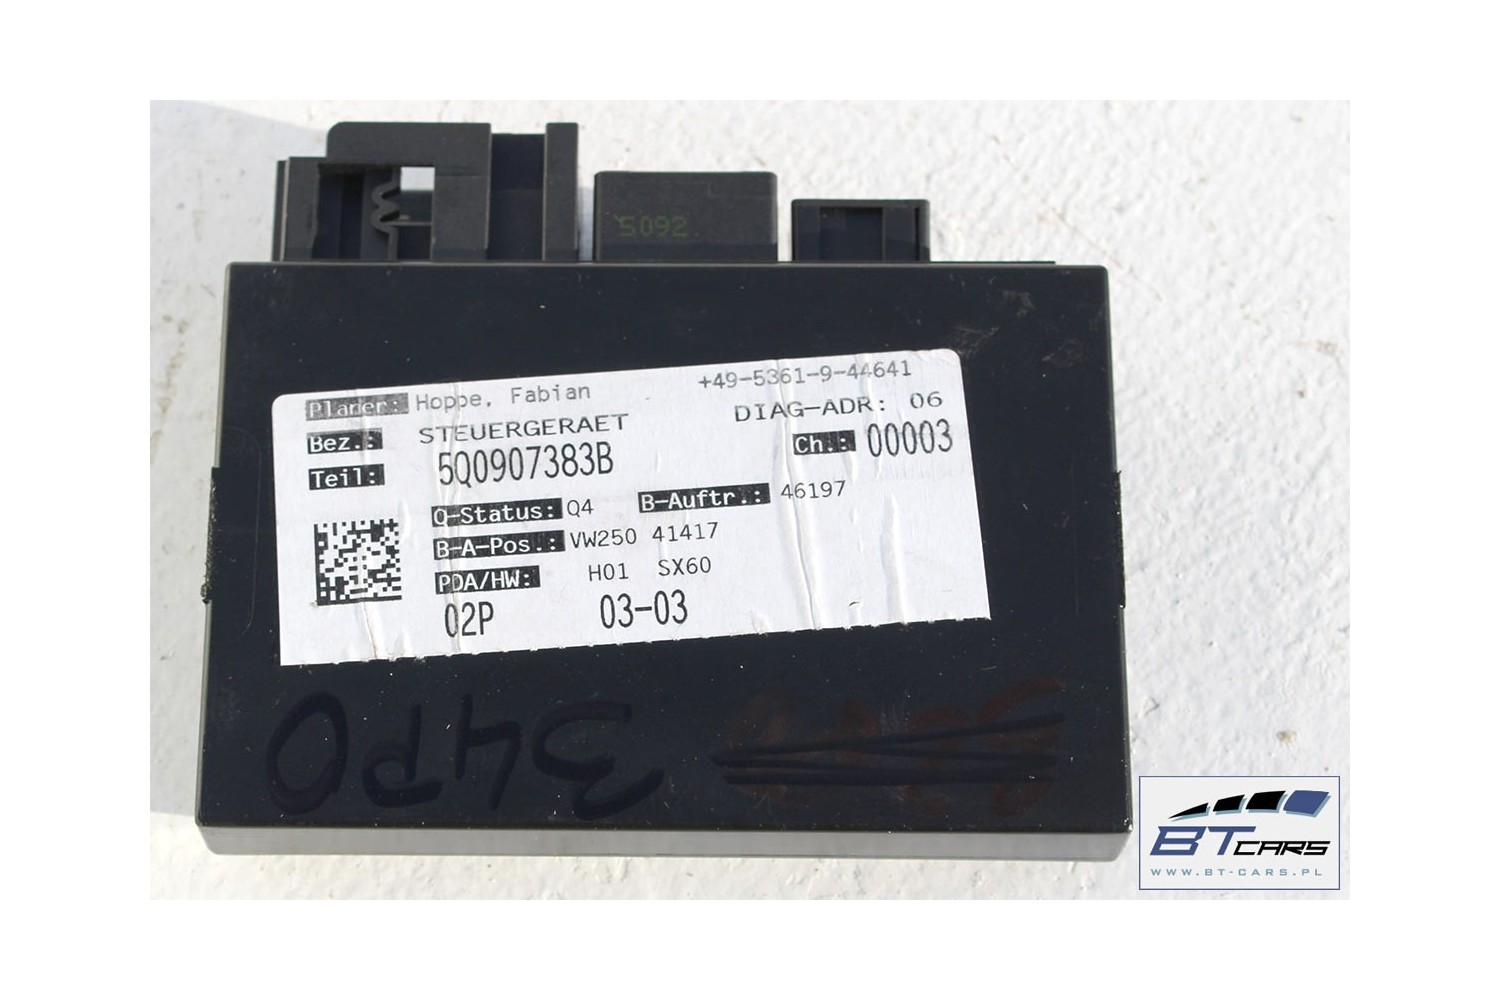 5092
Planer: Hoppe, Fabian +49-5361-9-44641
Bez.: STEUERGERAET DIAG-ADR: 06
Teil: 5Q0907383B Ch.: 00003
Q-Status: Q4 B-Auftr.: 46197
B-A-Pos.: VW250 41417
PDA/HW: H01 SX60
02P 03-03
34PO
BT CARS
WWW.BT-CARS.PL